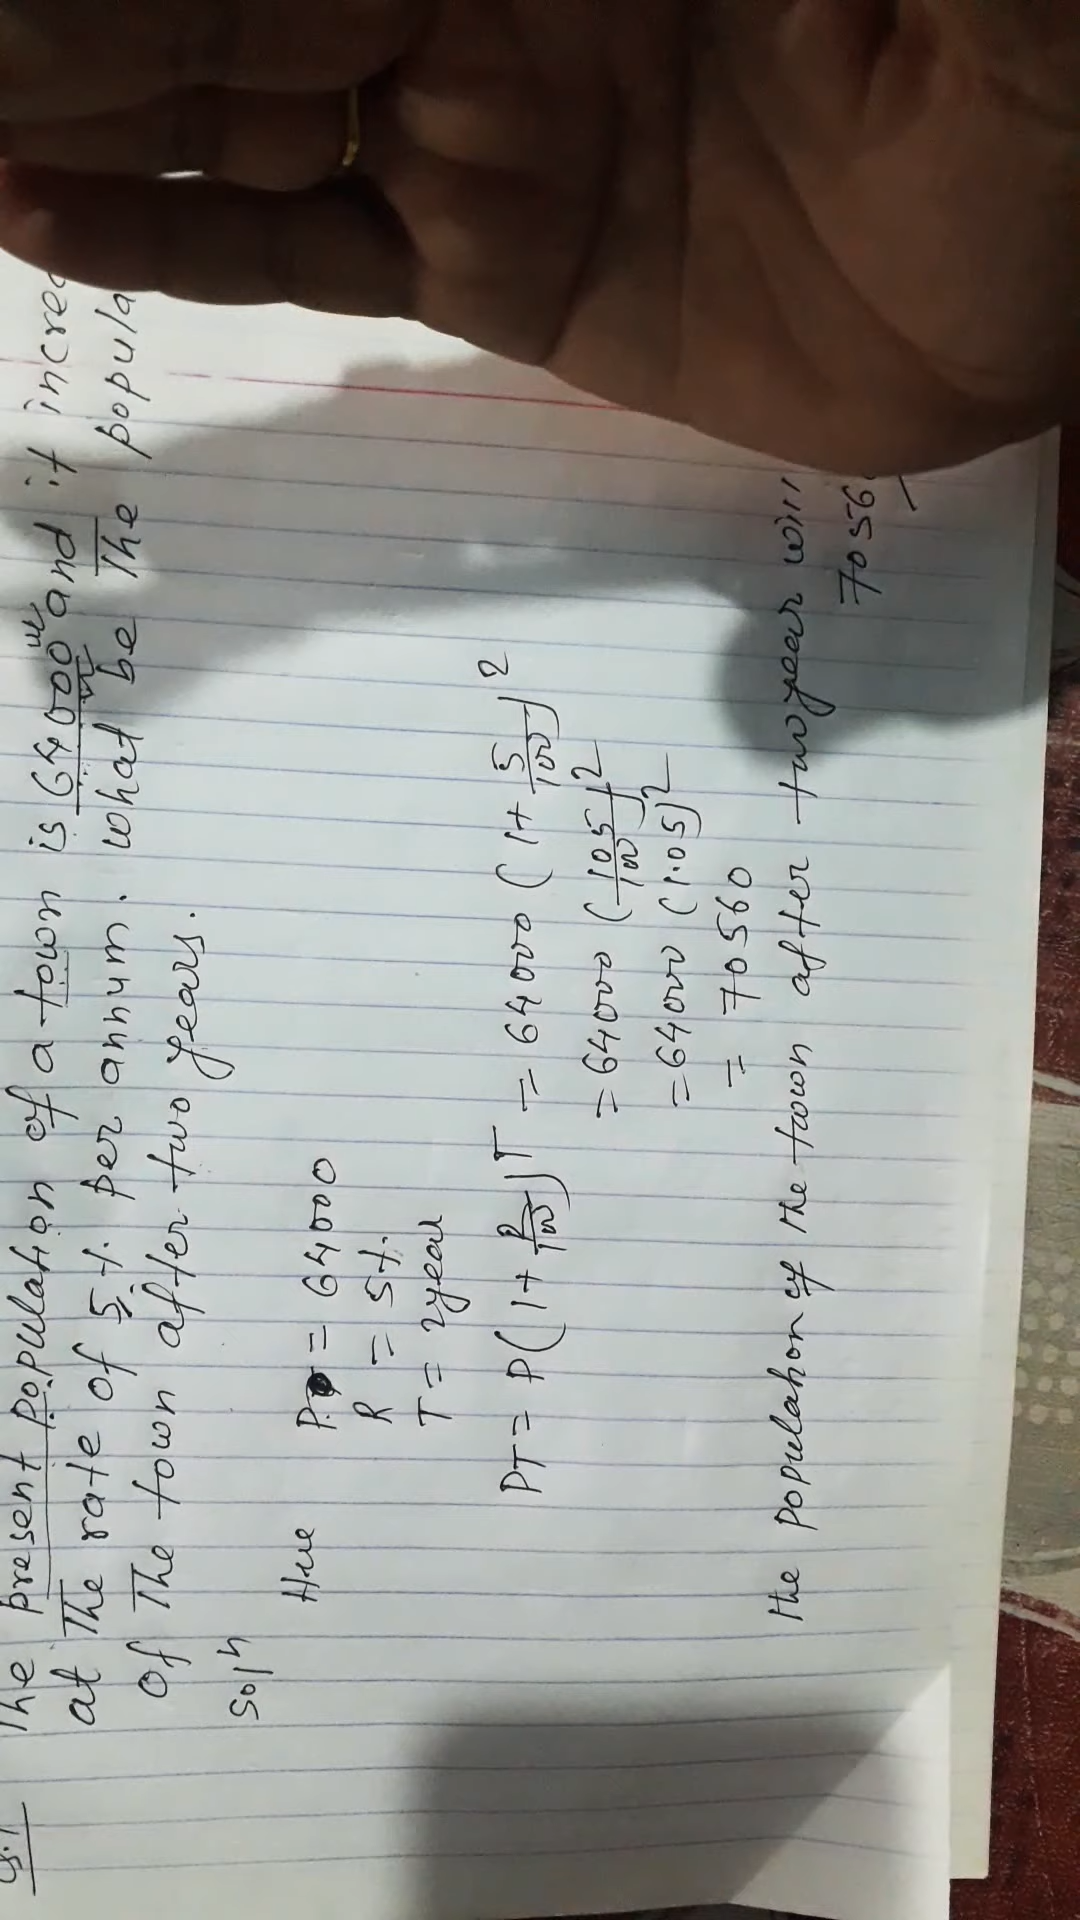 Q.1 The present population of a town is 64000 and it increa
at The rate of 5% per annum. what be The popula
of The town after two years.
Soln
Here P = 64000
R = 5%
T = 2year
PT = P(1+R/100)T = 64000 (1+5/100)2
= 64000 (105/100)2
= 64000 (1.05)2
= 70560
the population of the town after two year will
7056